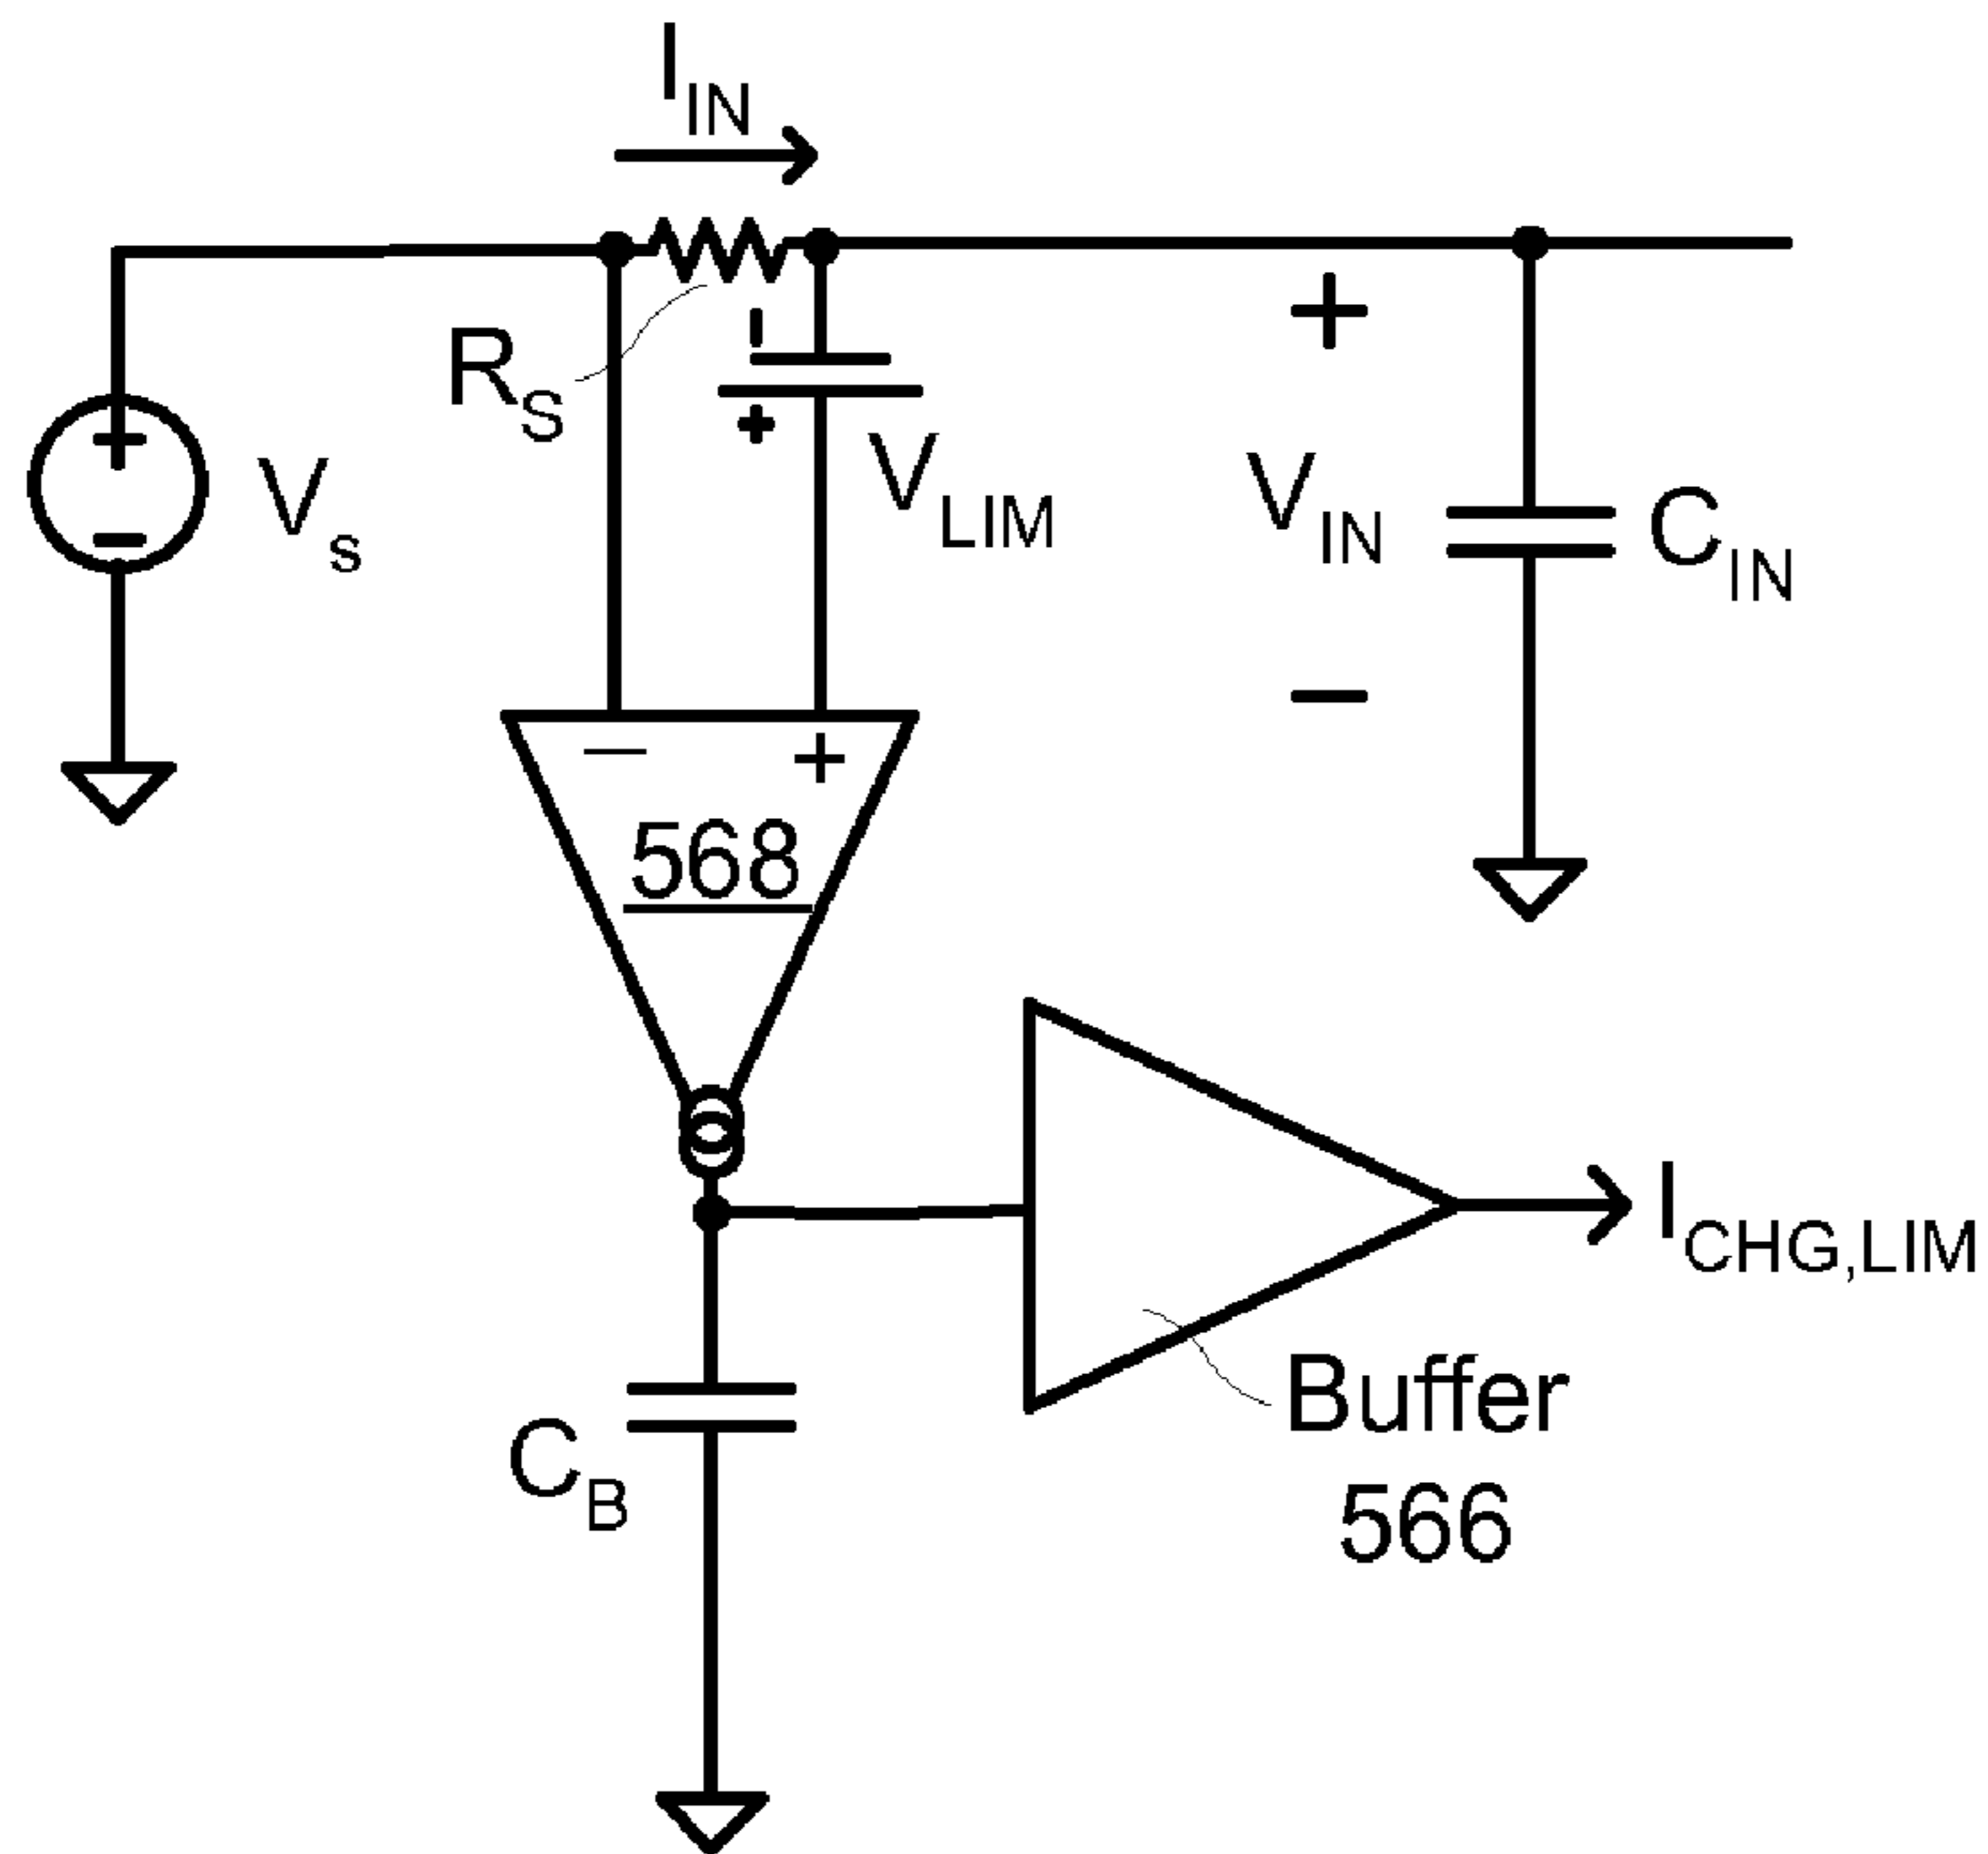 I_IN
R_S
V_s
V_LIM
V_IN
C_IN
568
I_CHG,LIM
C_B
Buffer
566